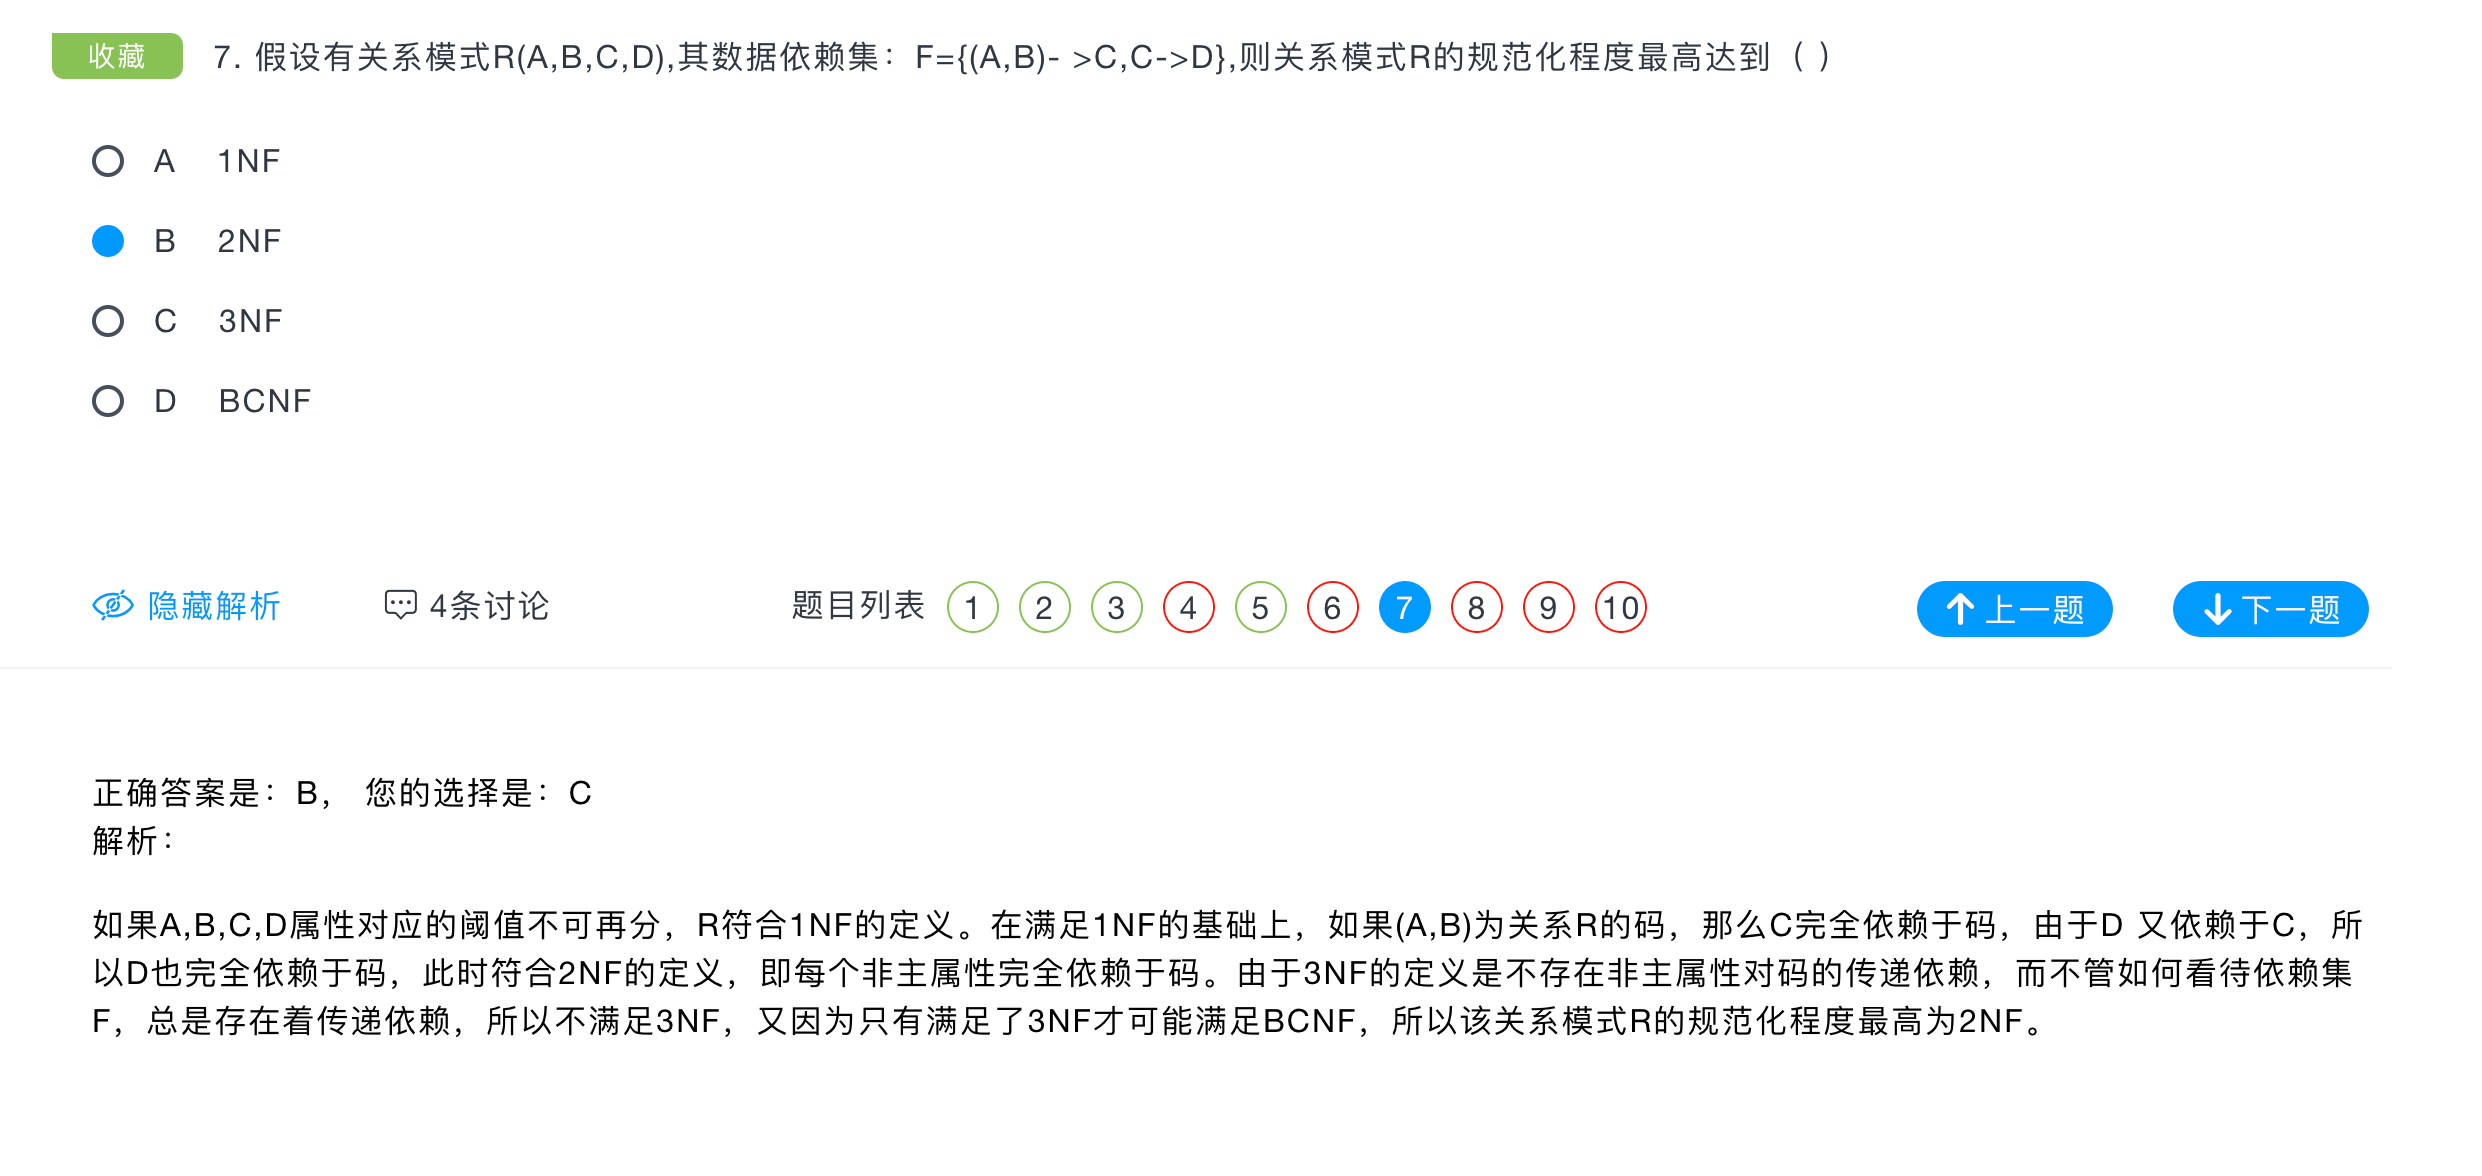 收藏 7. 假设有关系模式R(A,B,C,D),其数据依赖集：F={(A,B)- >C,C->D},则关系模式R的规范化程度最高达到（ ）
A 1NF
B 2NF
C 3NF
D BCNF
隐藏解析 4条讨论 题目列表 1 2 3 4 5 6 7 8 9 10 上一题 下一题
正确答案是：B， 您的选择是：C
解析：
如果A,B,C,D属性对应的阈值不可再分，R符合1NF的定义。在满足1NF的基础上，如果(A,B)为关系R的码，那么C完全依赖于码，由于D 又依赖于C，所
以D也完全依赖于码，此时符合2NF的定义，即每个非主属性完全依赖于码。由于3NF的定义是不存在非主属性对码的传递依赖，而不管如何看待依赖集
F，总是存在着传递依赖，所以不满足3NF，又因为只有满足了3NF才可能满足BCNF，所以该关系模式R的规范化程度最高为2NF。